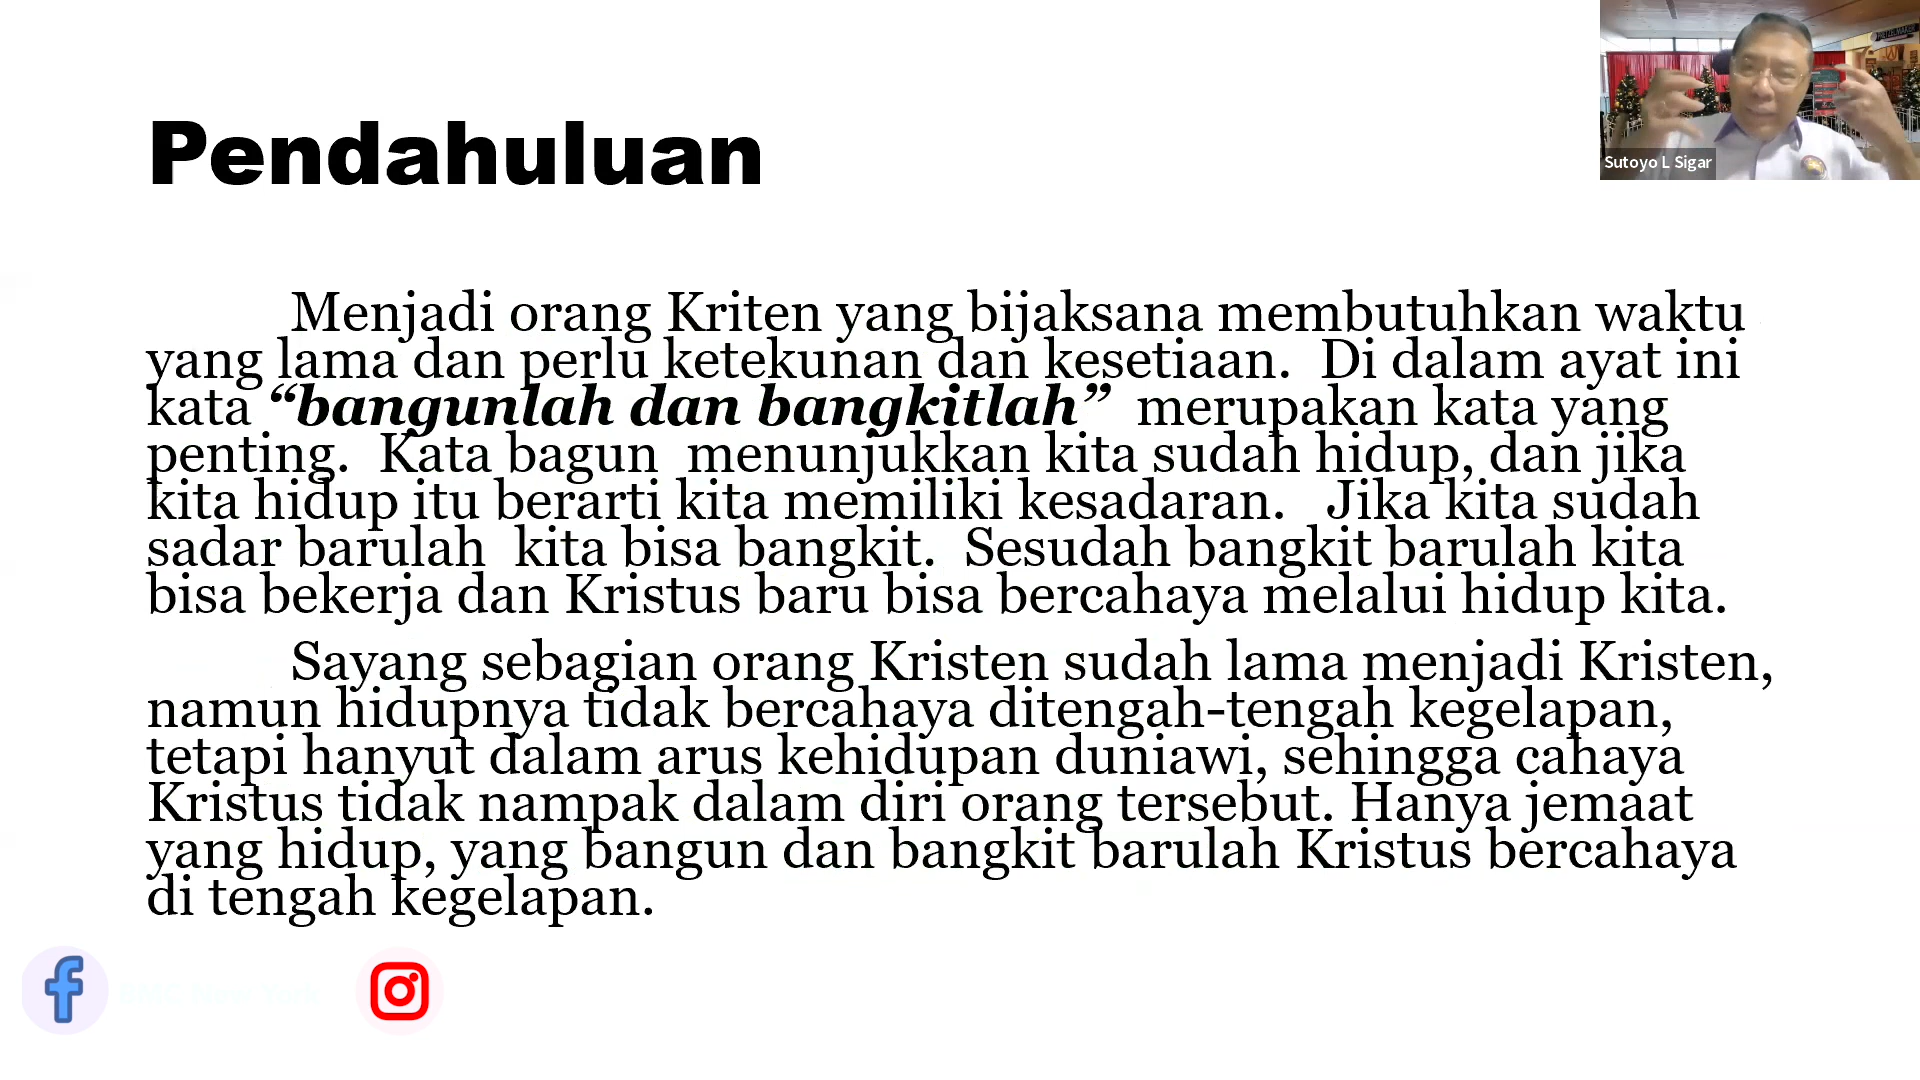 Pendahuluan
Sutoyo L Sigar
Menjadi orang Kriten yang bijaksana membutuhkan waktu
yang lama dan perlu ketekunan dan kesetiaan. Di dalam ayat ini
kata “bangunlah dan bangkitlah” merupakan kata yang
penting. Kata bagun menunjukkan kita sudah hidup, dan jika
kita hidup itu berarti kita memiliki kesadaran. Jika kita sudah
sadar barulah kita bisa bangkit. Sesudah bangkit barulah kita
bisa bekerja dan Kristus baru bisa bercahaya melalui hidup kita.
Sayang sebagian orang Kristen sudah lama menjadi Kristen,
namun hidupnya tidak bercahaya ditengah-tengah kegelapan,
tetapi hanyut dalam arus kehidupan duniawi, sehingga cahaya
Kristus tidak nampak dalam diri orang tersebut. Hanya jemaat
yang hidup, yang bangun dan bangkit barulah Kristus bercahaya
di tengah kegelapan.